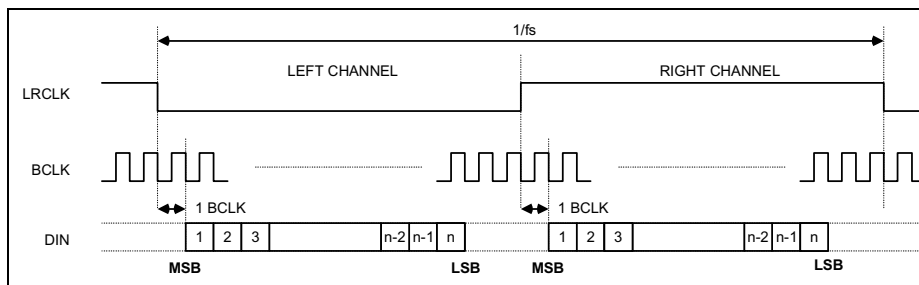 1/fs
LEFT CHANNEL RIGHT CHANNEL
LRCLK
BCLK
1 BCLK 1 BCLK
DIN 1 2 3 n-2 n-1 n 1 2 3 n-2 n-1 n
MSB LSB MSB LSB